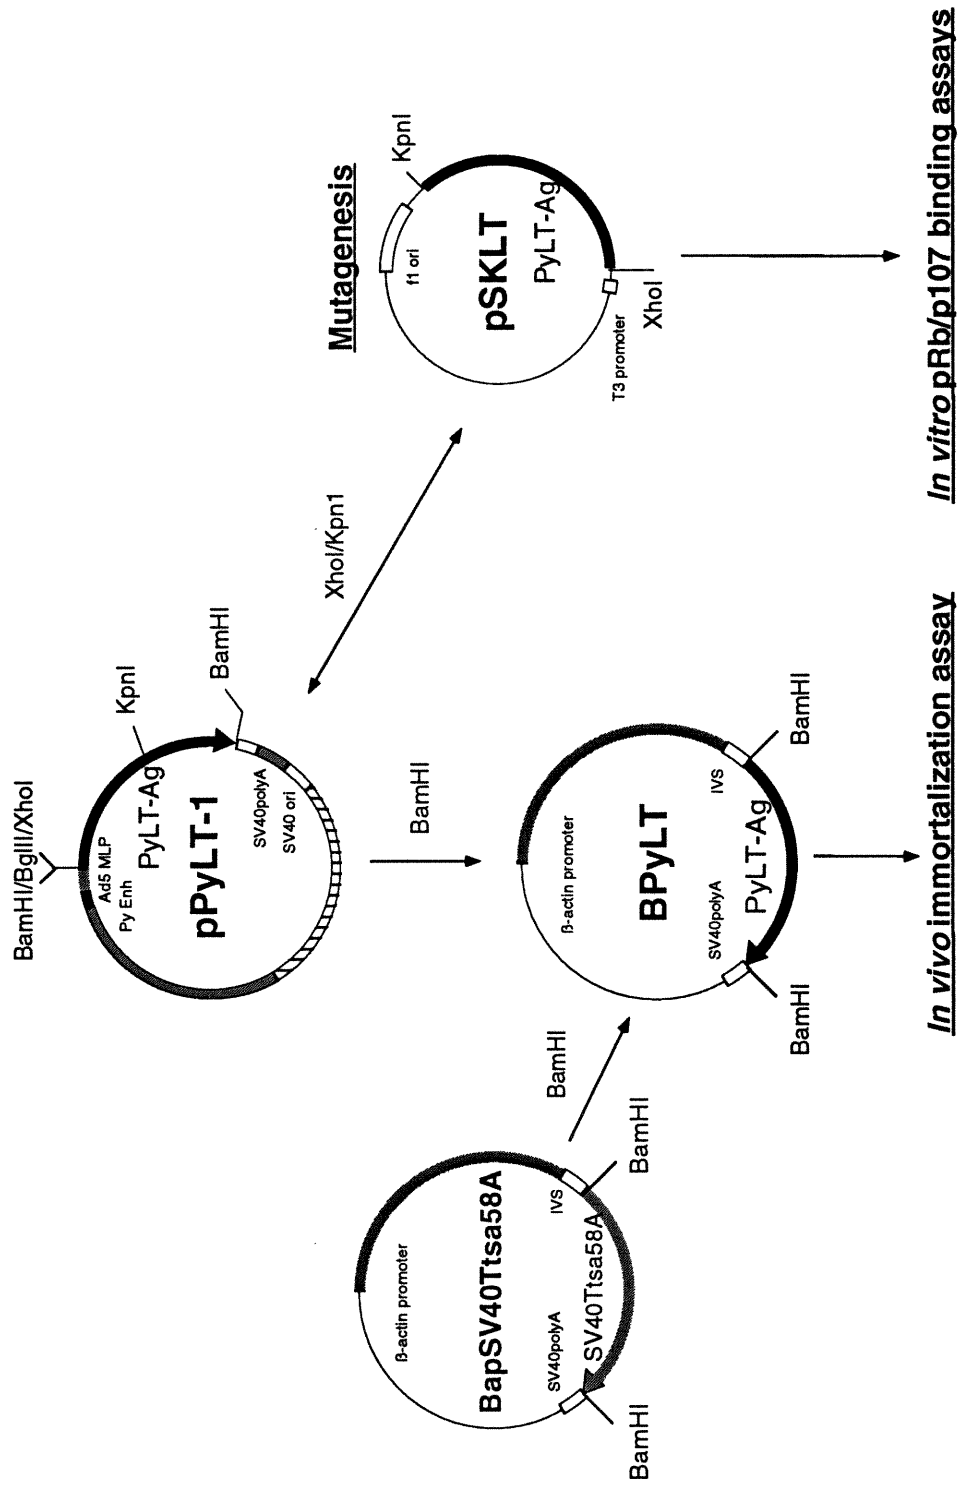 BamHI/BglII/XhoI
KpnI
Ad5 MLP
Py Enh
PyLT-Ag
pPyLT-1
BamHI
SV40polyA
SV40 ori
XhoI/Kpn1
Mutagenesis
KpnI
f1 ori
pSKLT
PyLT-Ag
T3 promoter
XhoI
BamHI
ß-actin promoter
BapSV40Ttsa58A
IVS
SV40polyA
SV40Ttsa58A
BamHI
BamHI
BamHI
ß-actin promoter
BPyLT
IVS
SV40polyA
PyLT-Ag
BamHI
BamHI
In vivo immortalization assay
In vitro pRb/p107 binding assays